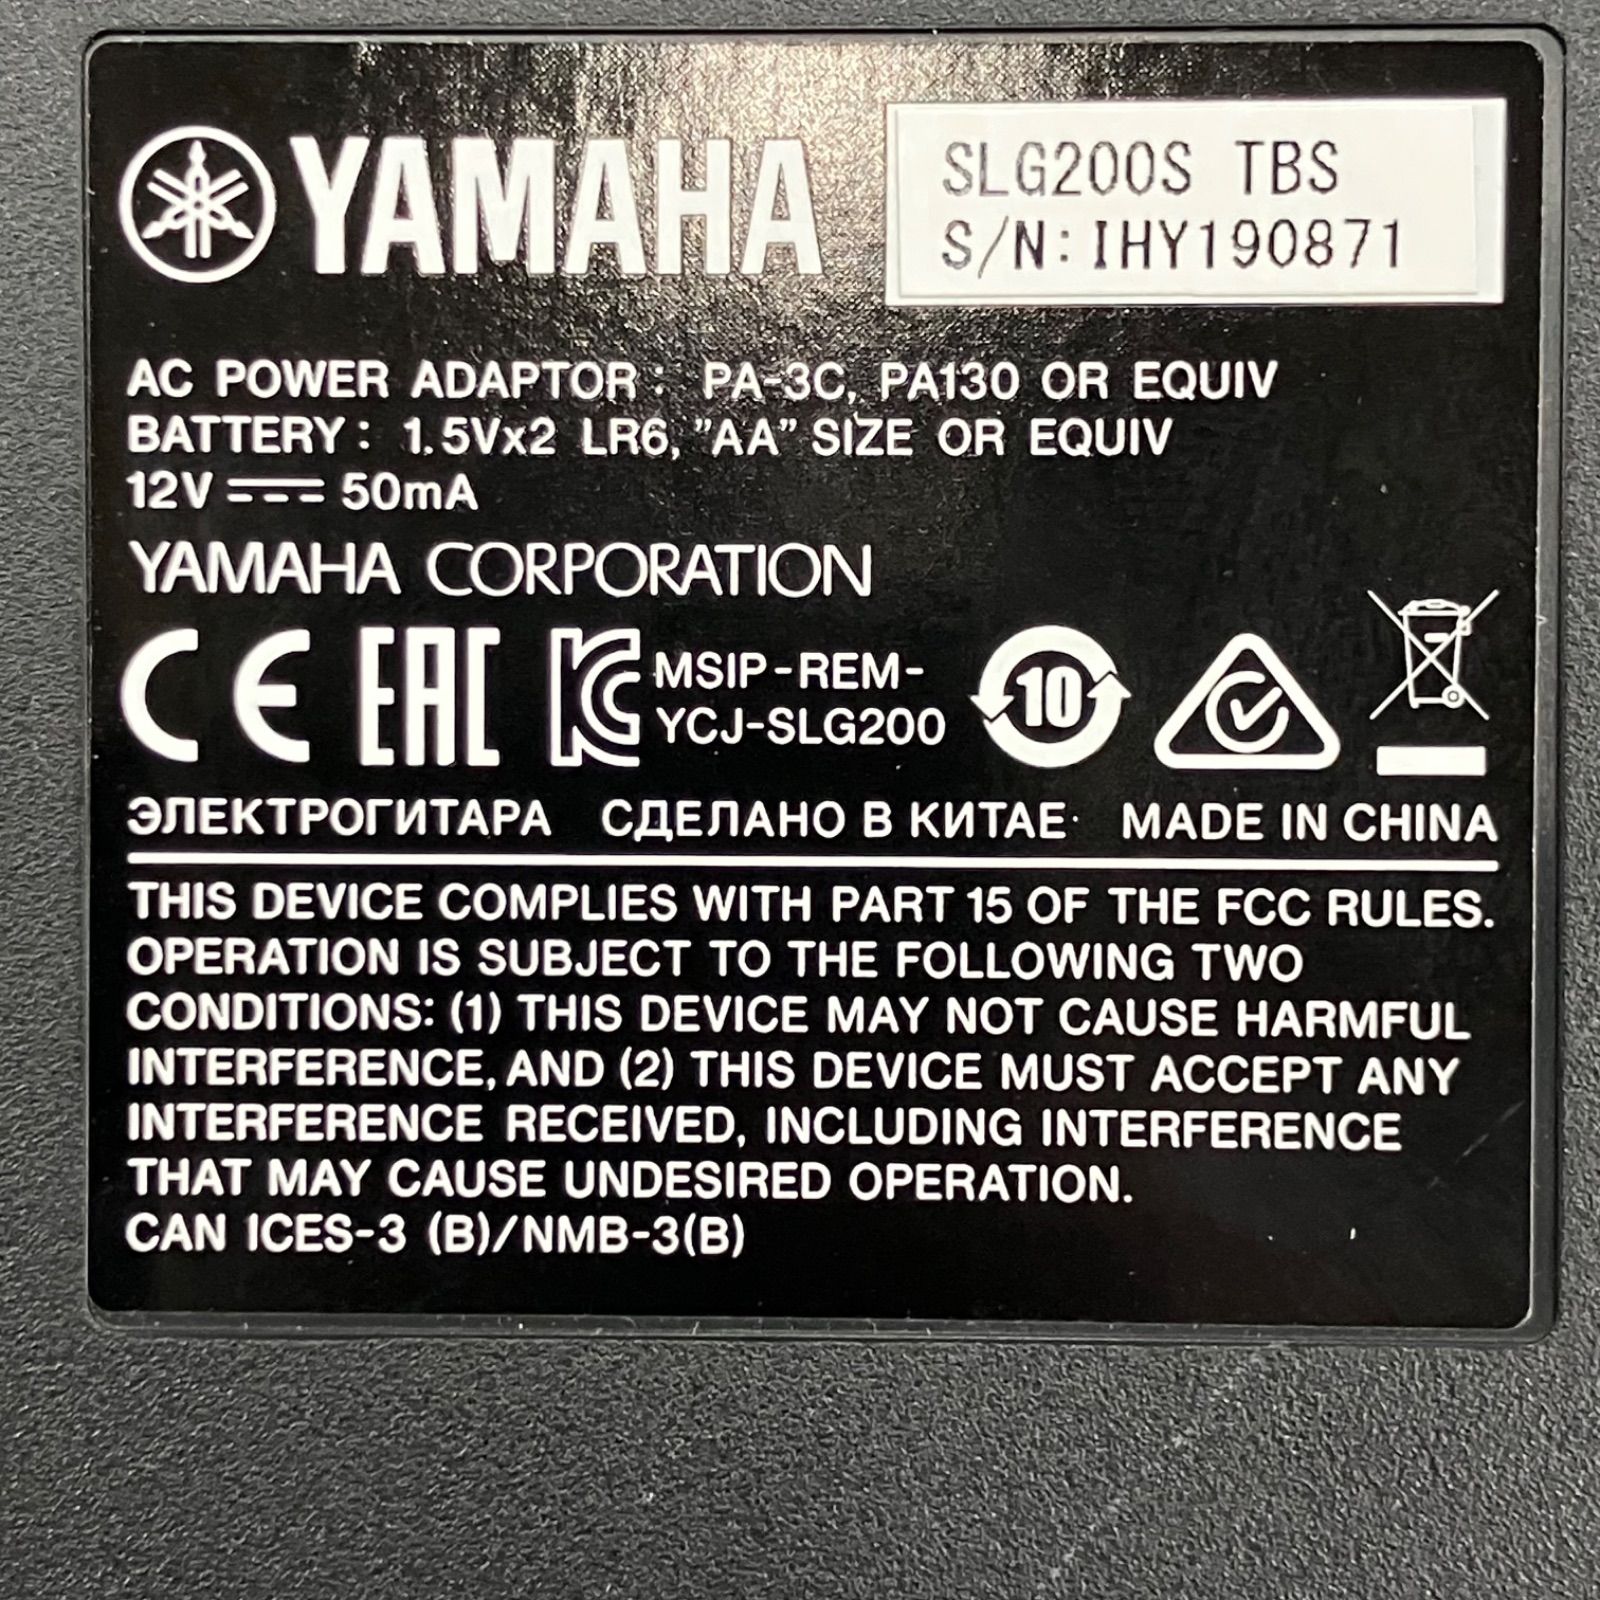 YAMAHA
SLG200S TBS
S/N:IHY190871
AC POWER ADAPTOR: PA-3C, PA130 OR EQUIV
BATTERY: 1.5Vx2 LR6, "AA" SIZE OR EQUIV
12V ⎓ 50mA
YAMAHA CORPORATION
CE EAC KC MSIP-REM-
YCJ-SLG200
10
ЭЛЕКТРОГИТАРА СДЕЛАНО В КИТАЕ· MADE IN CHINA
THIS DEVICE COMPLIES WITH PART 15 OF THE FCC RULES.
OPERATION IS SUBJECT TO THE FOLLOWING TWO
CONDITIONS: (1) THIS DEVICE MAY NOT CAUSE HARMFUL
INTERFERENCE, AND (2) THIS DEVICE MUST ACCEPT ANY
INTERFERENCE RECEIVED, INCLUDING INTERFERENCE
THAT MAY CAUSE UNDESIRED OPERATION.
CAN ICES-3 (B)/NMB-3(B)